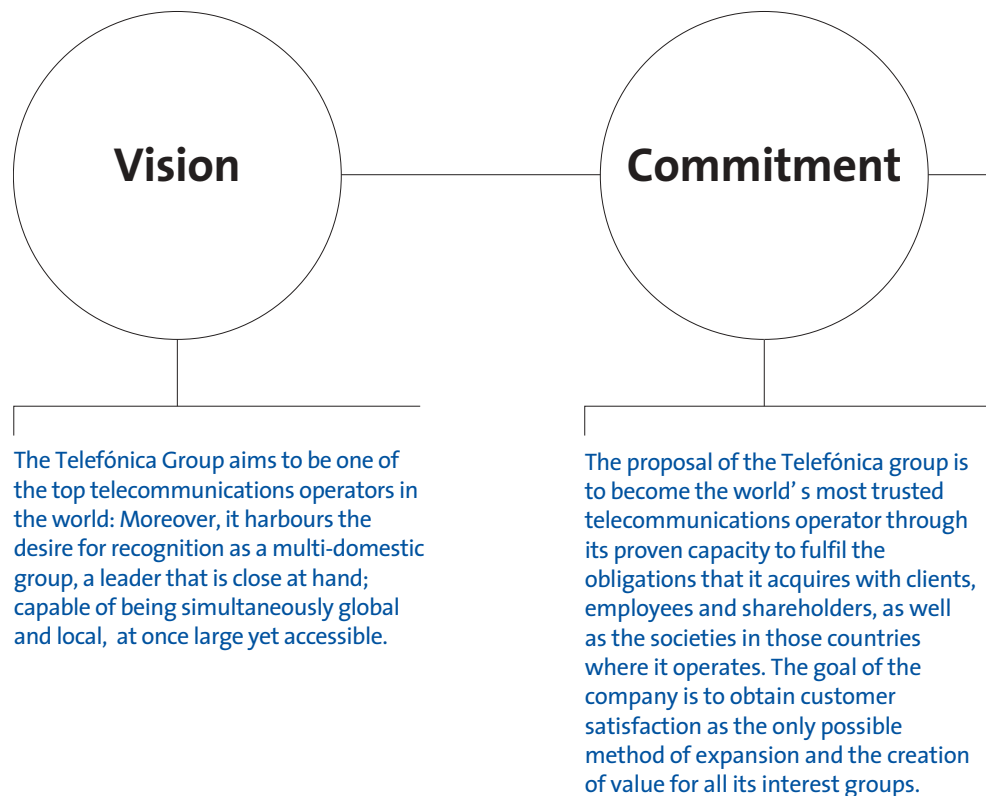 Vision
Commitment
The Telefónica Group aims to be one of
the top telecommunications operators in
the world: Moreover, it harbours the
desire for recognition as a multi-domestic
group, a leader that is close at hand;
capable of being simultaneously global
and local,  at once large yet accessible.
The proposal of the Telefónica group is
to become the world’ s most trusted
telecommunications operator through
its proven capacity to fulfil the
obligations that it acquires with clients,
employees and shareholders, as well
as the societies in those countries
where it operates. The goal of the
company is to obtain customer
satisfaction as the only possible
method of expansion and the creation
of value for all its interest groups.